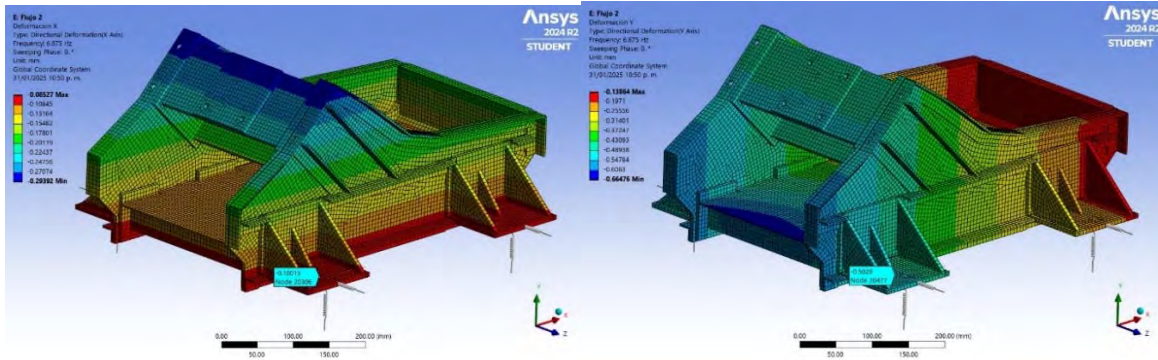 E: Flujo 2
Deformacion X
Type: Directional Deformation(X Axis)
Frequency: 6.875 Hz
Sweeping Phase: 0. °
Unit: mm
Global Coordinate System
31/01/2025 10:50 p. m.
-0.08527 Max
-0.10845
-0.13164
-0.15482
-0.17801
-0.20119
-0.22437
-0.24756
-0.27074
-0.29392 Min
Ansys
2024 R2
STUDENT
-0.10013
Node 20306
0.00
100.00
200.00 (mm)
50.00
150.00
Y
X
Z
E: Flujo 2
Deformacion Y
Type: Directional Deformation(Y Axis)
Frequency: 6.875 Hz
Sweeping Phase: 0. °
Unit: mm
Global Coordinate System
31/01/2025 10:50 p. m.
-0.13864 Max
-0.1971
-0.25556
-0.31401
-0.37247
-0.43093
-0.48938
-0.54784
-0.6063
-0.66476 Min
Ansys
2024 R2
STUDENT
-0.5029
0.00
100.00
200.00 (mm)
50.00
150.00
Y
X
Z